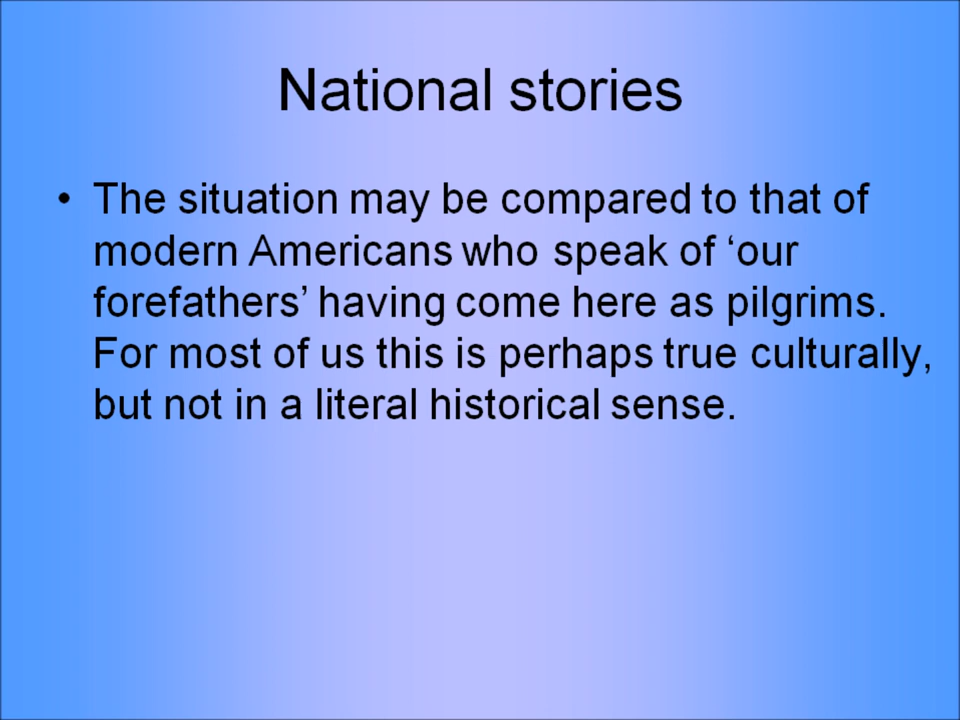 National stories
• The situation may be compared to that of
modern Americans who speak of ‘our
forefathers’ having come here as pilgrims.
For most of us this is perhaps true culturally,
but not in a literal historical sense.